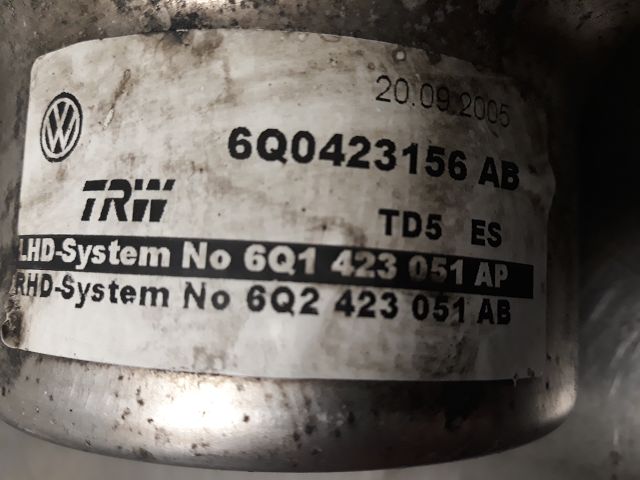 20.09.2005
6Q0423156 AB
TRW
TD5 ES
LHD-System No 6Q1 423 051 AP
RHD-System No 6Q2 423 051 AB